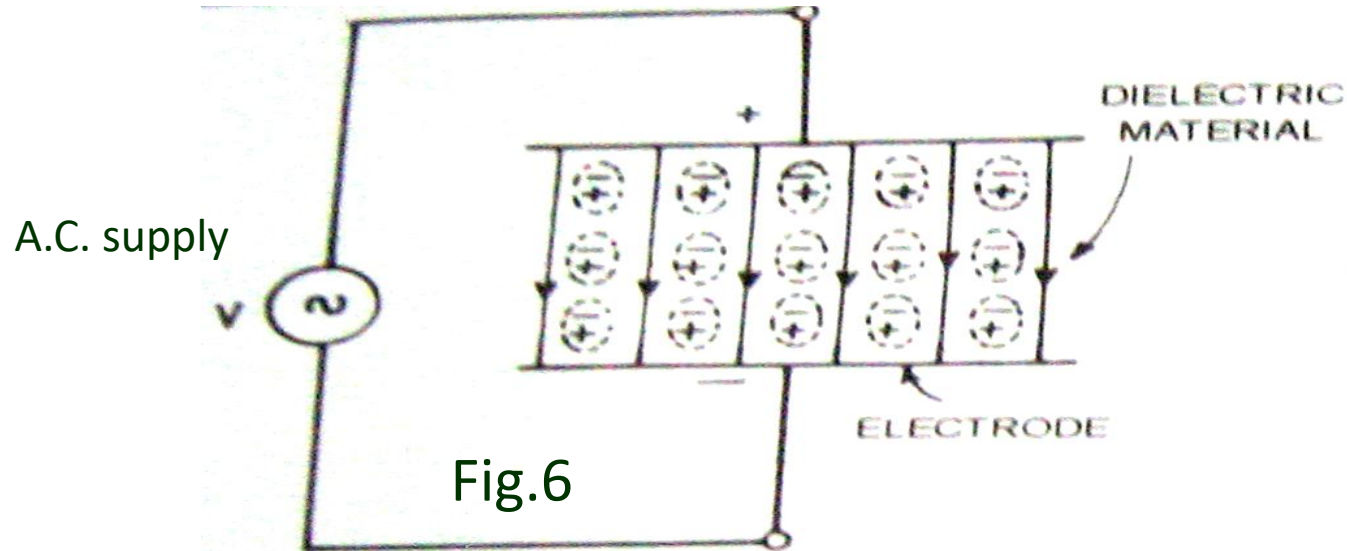 DIELECTRIC
MATERIAL
+
A.C. supply
V
−
ELECTRODE
Fig.6